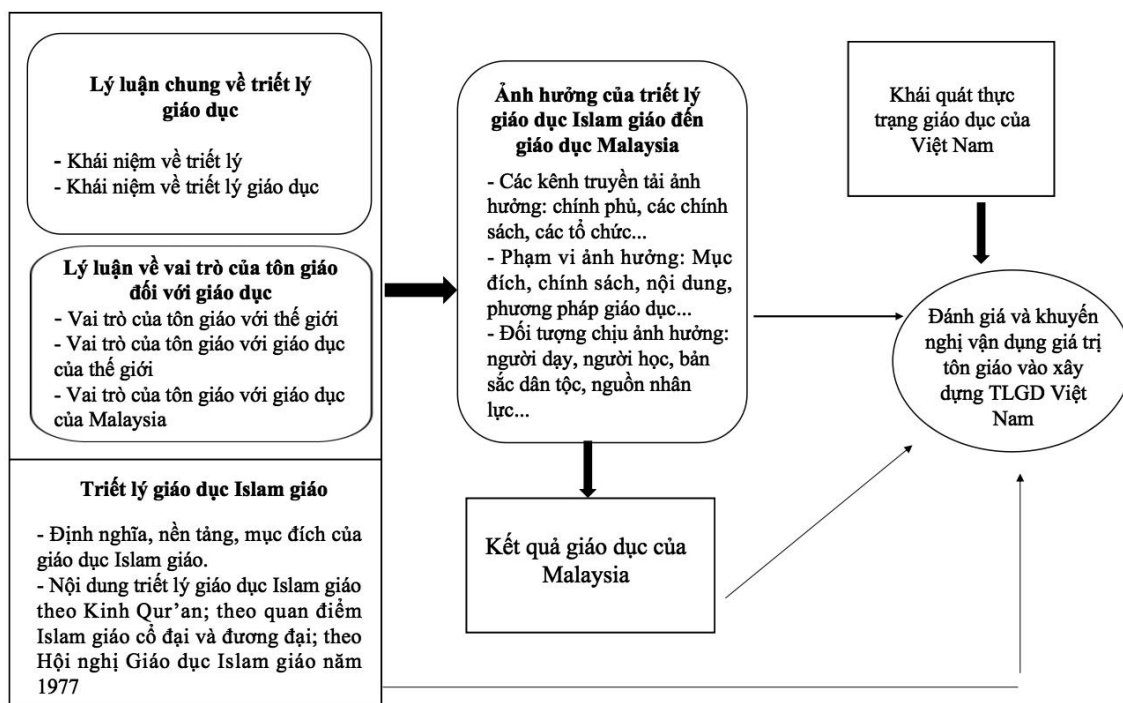 Lý luận chung về triết lý
giáo dục
- Khái niệm về triết lý
- Khái niệm về triết lý giáo dục
Lý luận về vai trò của tôn giáo
đối với giáo dục
- Vai trò của tôn giáo với thế giới
- Vai trò của tôn giáo với giáo dục
của thế giới
- Vai trò của tôn giáo với giáo dục
của Malaysia
Triết lý giáo dục Islam giáo
- Định nghĩa, nền tảng, mục đích của
giáo dục Islam giáo.
- Nội dung triết lý giáo dục Islam giáo
theo Kinh Qur’an; theo quan điểm
Islam giáo cổ đại và đương đại; theo
Hội nghị Giáo dục Islam giáo năm
1977
Ảnh hưởng của triết lý
giáo dục Islam giáo đến
giáo dục Malaysia
- Các kênh truyền tải ảnh
hưởng: chính phủ, các chính
sách, các tổ chức...
- Phạm vi ảnh hưởng: Mục
đích, chính sách, nội dung,
phương pháp giáo dục...
- Đối tượng chịu ảnh hưởng:
người dạy, người học, bản
sắc dân tộc, nguồn nhân
lực...
Kết quả giáo dục của
Malaysia
Khái quát thực
trạng giáo dục của
Việt Nam
Đánh giá và khuyến
nghị vận dụng giá trị
tôn giáo vào xây
dựng TLGD Việt
Nam